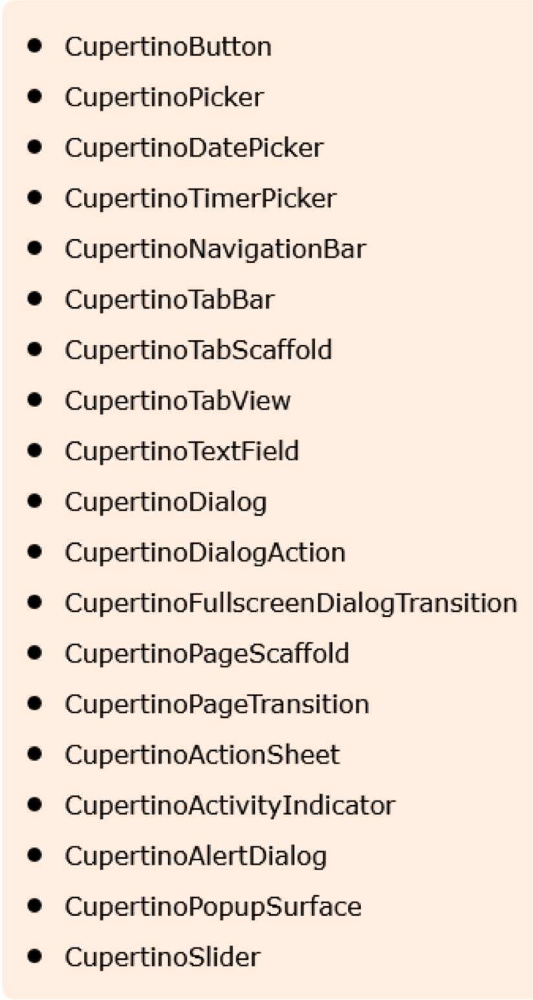 • CupertinoButton
• CupertinoPicker
• CupertinoDatePicker
• CupertinoTimerPicker
• CupertinoNavigationBar
• CupertinoTabBar
• CupertinoTabScaffold
• CupertinoTabView
• CupertinoTextField
• CupertinoDialog
• CupertinoDialogAction
• CupertinoFullscreenDialogTransition
• CupertinoPageScaffold
• CupertinoPageTransition
• CupertinoActionSheet
• CupertinoActivityIndicator
• CupertinoAlertDialog
• CupertinoPopupSurface
• CupertinoSlider